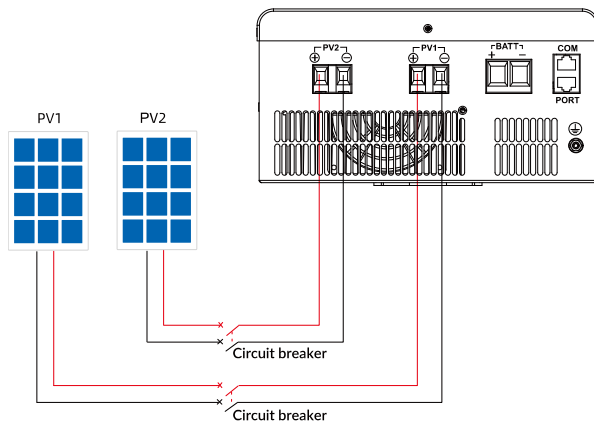 PV2
PV1
BATT
COM
+ −
+ −
+ −
PORT
PV1
PV2
Circuit breaker
Circuit breaker